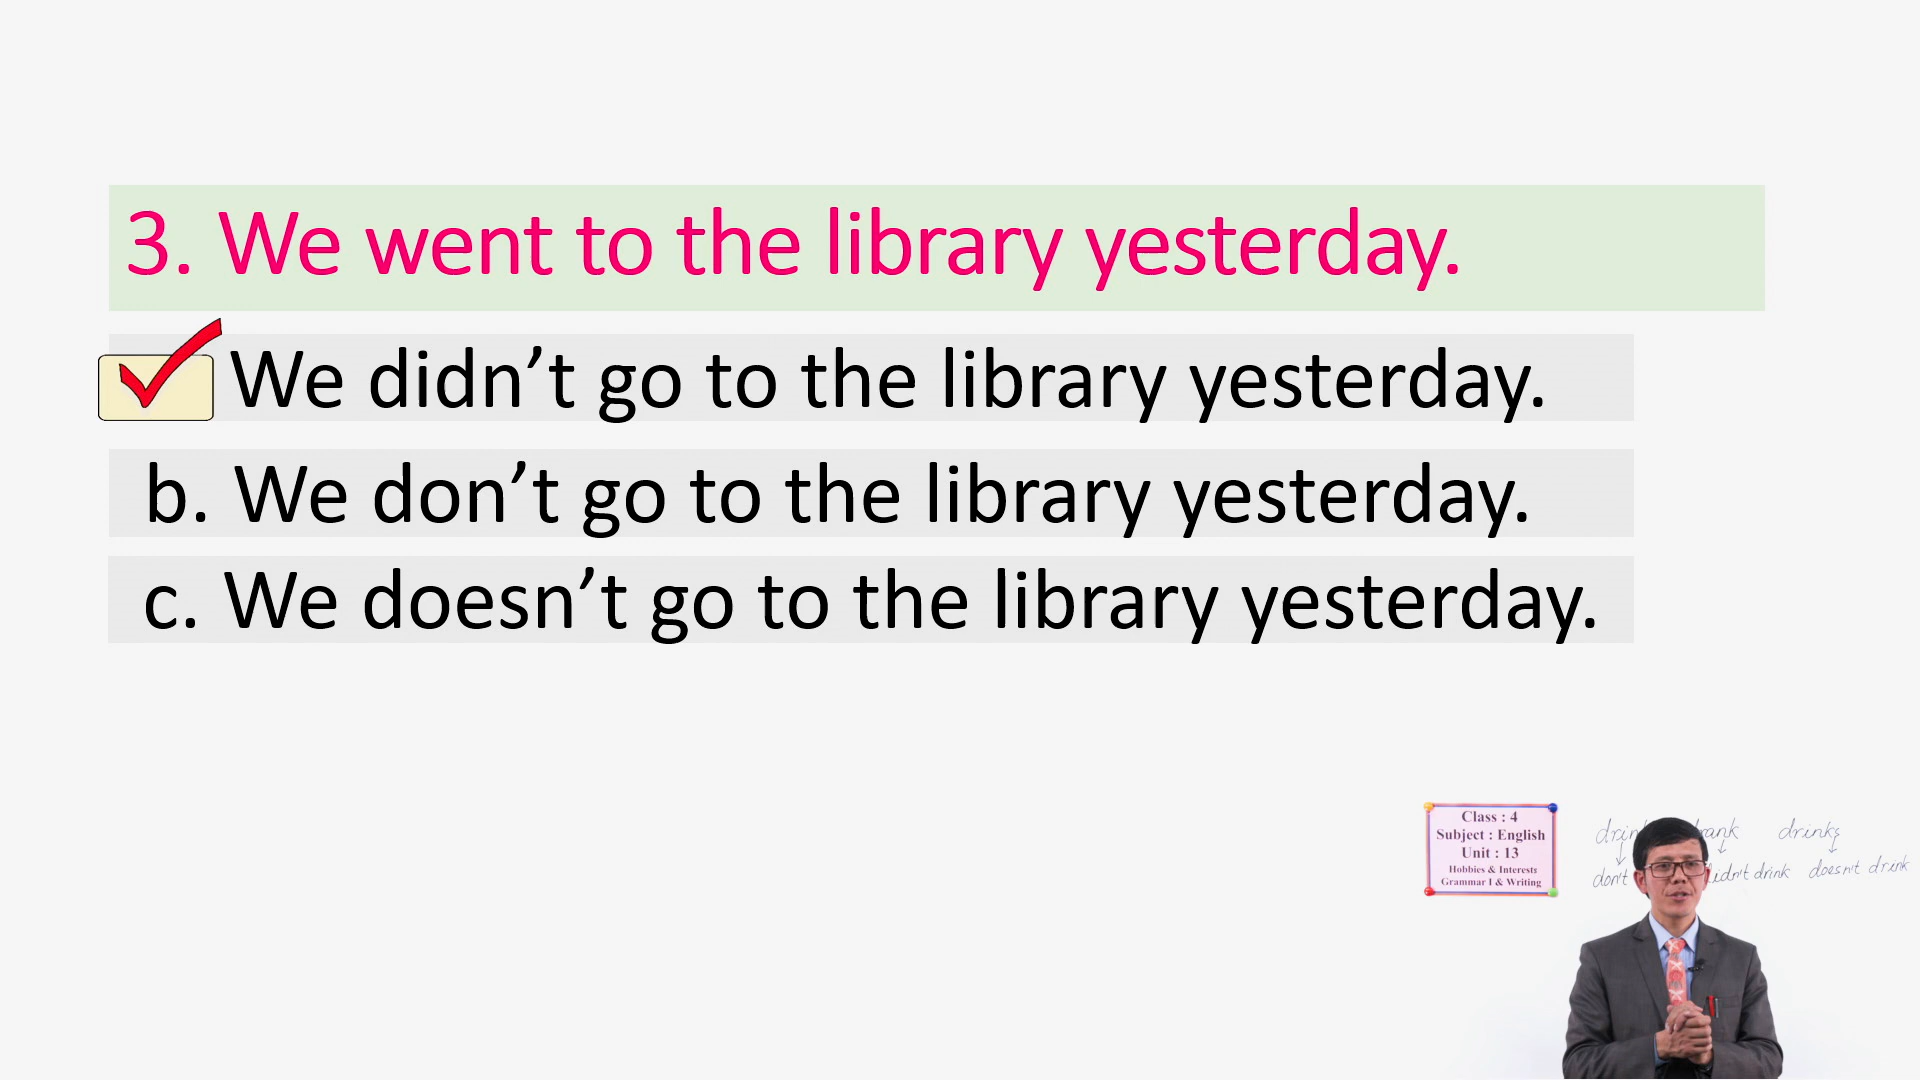 3. We went to the library yesterday.
We didn’t go to the library yesterday.
b. We don’t go to the library yesterday.
c. We doesn’t go to the library yesterday.
Class : 4
Subject : English
Unit : 13
Hobbies & Interests
Grammar I & Writing
drinks
don't didn't drink doesn't drink